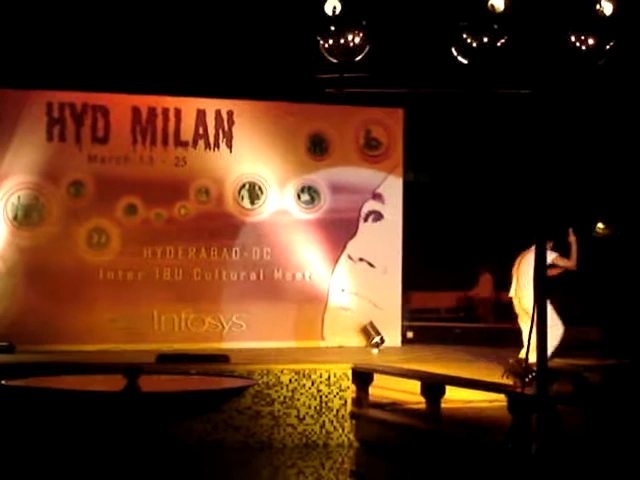 HYD MILAN
March 13 - 25
HYDERABAD-DC
Inter IBU Cultural Meet
Infosys